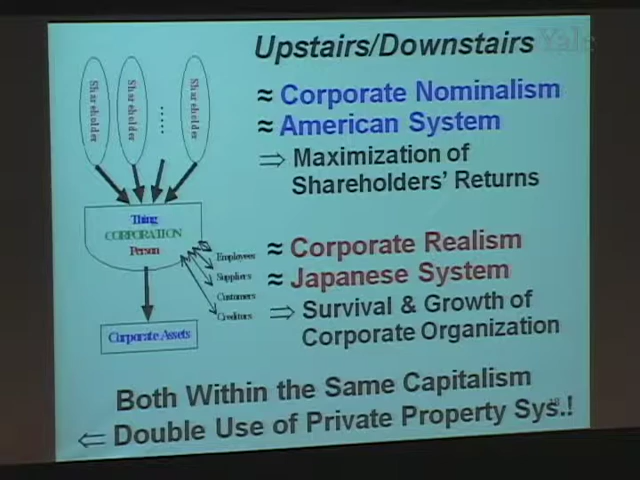 Upstairs/Downstairs
Yale
≈ Corporate Nominalism
≈ American System
⇒ Maximization of
Shareholders' Returns
Shareholder
Shareholder
Shareholder
Thing
CORPORATION
Person
Employees
Suppliers
Customers
Creditors
Corporate Assets
≈ Corporate Realism
≈ Japanese System
⇒ Survival & Growth of
Corporate Organization
Both Within the Same Capitalism
⇐ Double Use of Private Property Sys.!